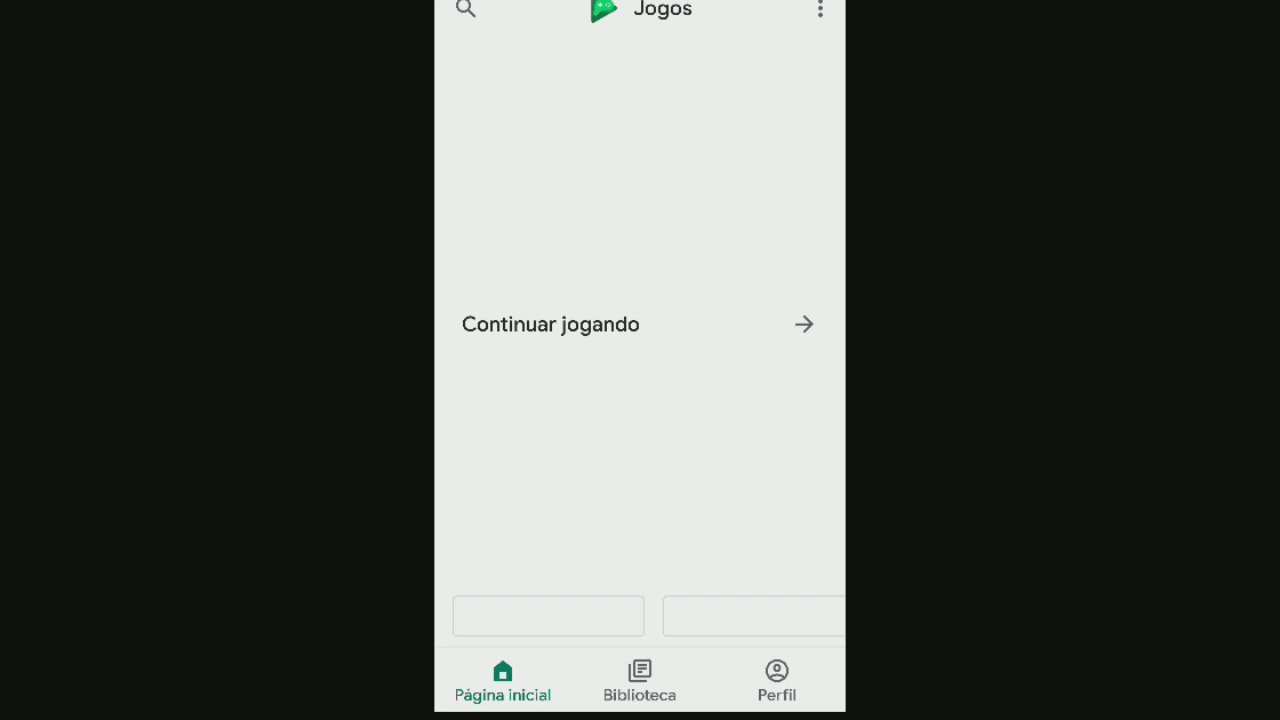 Jogos
Continuar jogando
Página inicial
Biblioteca
Perfil